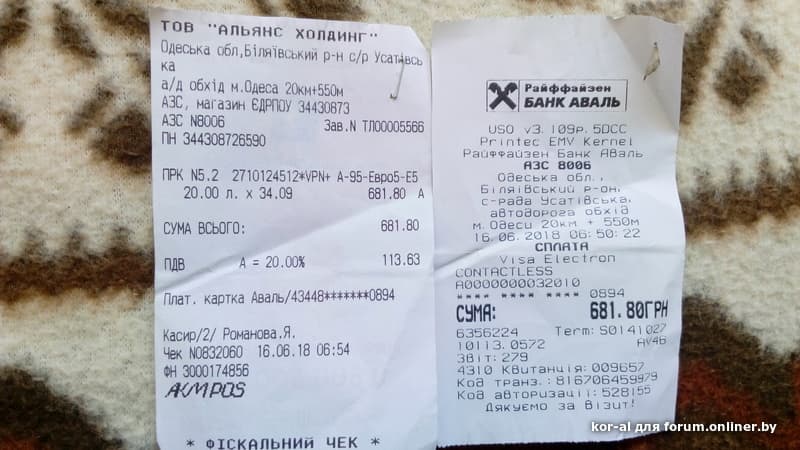 ТОВ "АЛЬЯНС ХОЛДИНГ"
Одеська обл,Біляївський р-н с/р Усатівсь
ка
а/д обхід м.Одеса 20км+550м
АЗС, магазин ЄДРПОУ 34430873
АЗС N8006 Зав.N ТЛ00005566
ПН 344308726590
ПРК N5.2 2710124512*VPN+ А-95-Евро5-Е5
20.00 л. х 34.09 681.80 А
СУМА ВСЬОГО: 681.80
ПДВ А = 20.00% 113.63
Плат. картка Аваль/43448*******0894
Касир/2/ Романова.Я.
Чек N0832060 16.06.18 06:54
ФН 3000174856
AKMPOS
* ФІСКАЛЬНИЙ ЧЕК *
Райффайзен
БАНК АВАЛЬ
USO v3.109p.5DCC
Printec EMV Kernel
Райффайзен Банк Аваль
АЗС 8006
Одеська обл.,
Біляївський р-он,
с-рада Усатівська,
автодорога обхід
м.Одеси 20км + 550м
16.06.2018 06:50:22
СПЛАТА
Visa Electron
CONTACTLESS
A0000000032010
**** **** **** 0894
СУМА: 681.80ГРН
6356224 Term:S0141027
10113.0572 AV46
Звіт: 279
4310 Квитанція: 009657
Код транз.:816706459979
Код авторизації: 528155
Дякуємо за Візит!
kor-al для forum.onliner.by